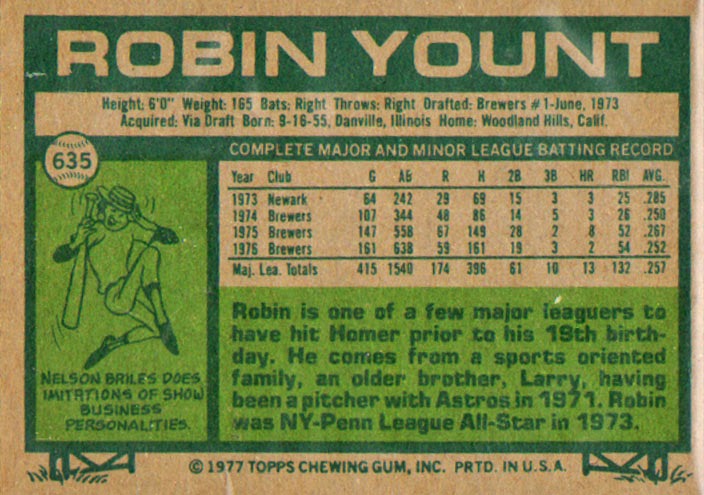 ROBIN YOUNT
Height: 6'0" Weight: 165 Bats: Right Throws: Right Drafted: Brewers #1-June, 1973
Acquired: Via Draft Born: 9-16-55, Danville, Illinois Home: Woodland Hills, Calif.
635
COMPLETE MAJOR AND MINOR LEAGUE BATTING RECORD
Year Club G AB R H 2B 3B HR RBI AVG.
1973 Newark 64 242 29 69 15 3 3 25 .285
1974 Brewers 107 344 48 86 14 5 3 26 .250
1975 Brewers 147 558 67 149 28 2 8 52 .267
1976 Brewers 161 638 59 161 19 3 2 54 .252
Maj. Lea. Totals 415 1540 174 396 61 10 13 132 .257
Robin is one of a few major leaguers to
have hit Homer prior to his 19th birth-
day. He comes from a sports oriented
family, an older brother, Larry, having
been a pitcher with Astros in 1971. Robin
was NY-Penn League All-Star in 1973.
NELSON BRILES DOES
IMITATIONS OF SHOW
BUSINESS
PERSONALITIES.
© 1977 TOPPS CHEWING GUM, INC. PRTD. IN U.S.A.